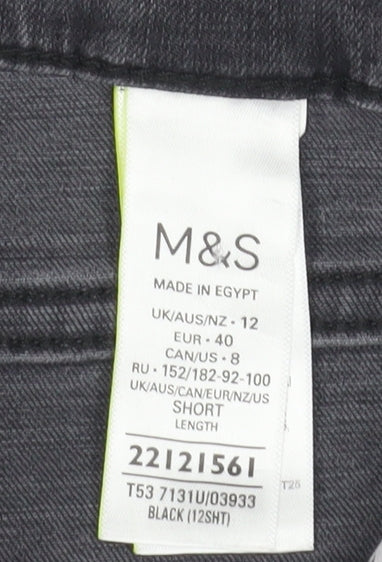 M&S
MADE IN EGYPT
UK/AUS/NZ • 12
EUR • 40
CAN/US • 8
RU • 152/182-92-100
UK/AUS/CAN/EUR/NZ/US
SHORT
LENGTH
22121561
T53 7131U/03933
BLACK (12SHT)
T25